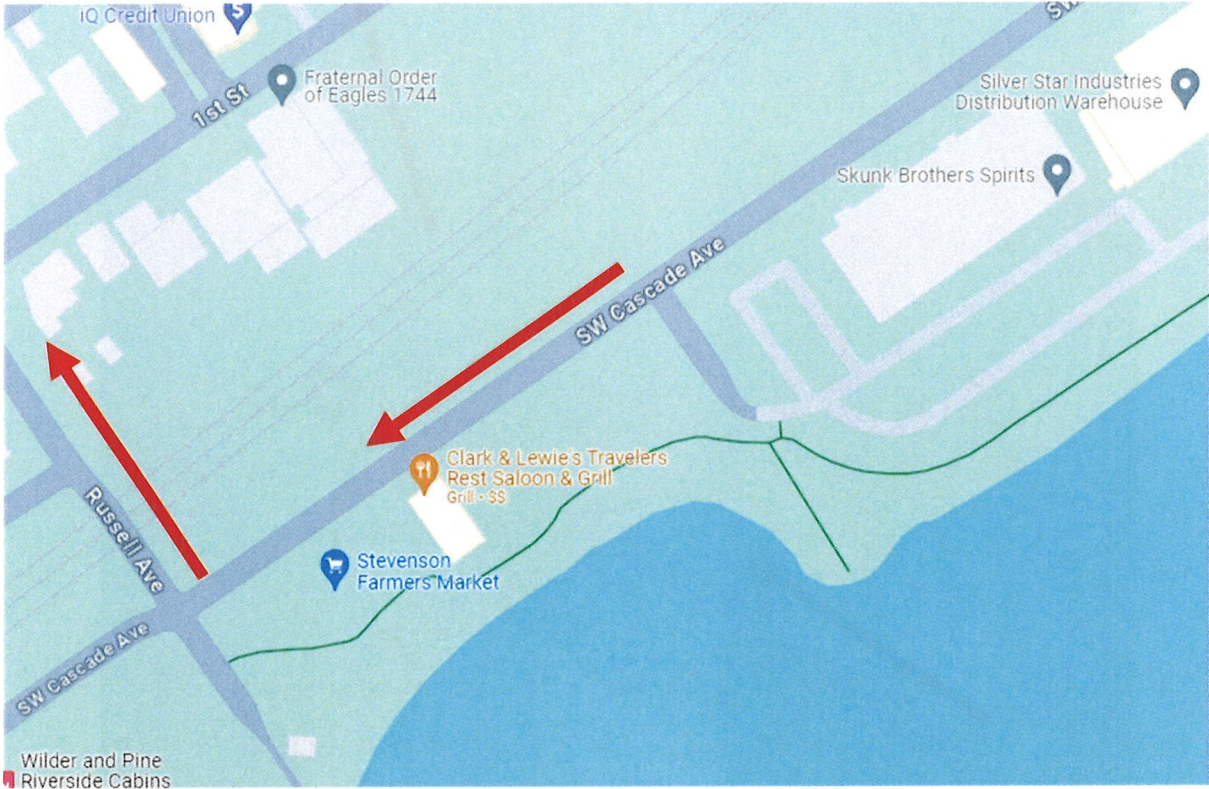 iQ Credit Union
SW
Fraternal Order
of Eagles 1744
1st St
Silver Star Industries
Distribution Warehouse
Skunk Brothers Spirits
SW Cascade Ave
Clark & Lewie's Travelers
Rest Saloon & Grill
Grill - $$
Russell Ave
Stevenson
Farmers Market
SW Cascade Ave
Wilder and Pine
Riverside Cabins